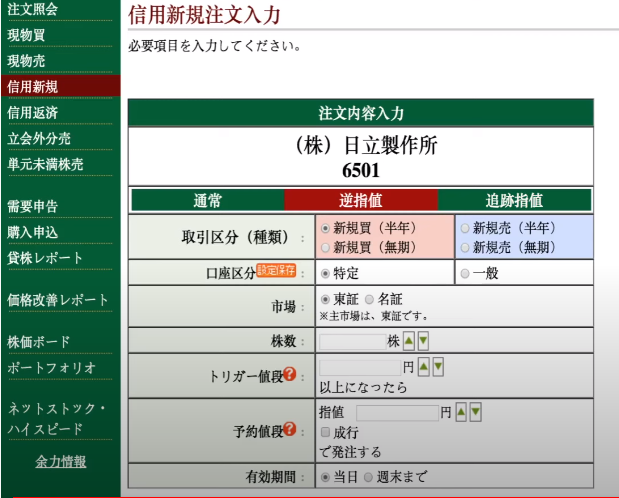 注文照会
現物買
現物売
信用新規
信用返済
立会外分売
単元未満株売
需要申告
購入申込
貸株レポート
価格改善レポート
株価ボード
ポートフォリオ
ネットストック・
ハイスピード
余力情報
信用新規注文入力
必要項目を入力してください。
注文内容入力
（株）日立製作所
6501
通常 逆指値 追跡指値
取引区分（種類）： 新規買（半年） 新規売（半年）
新規買（無期） 新規売（無期）
口座区分 設定保存： 特定 一般
市場： 東証 名証
※主市場は、東証です。
株数： 株
トリガー値段?： 円
以上になったら
予約値段?： 指値 円
成行
で発注する
有効期間： 当日 週末まで